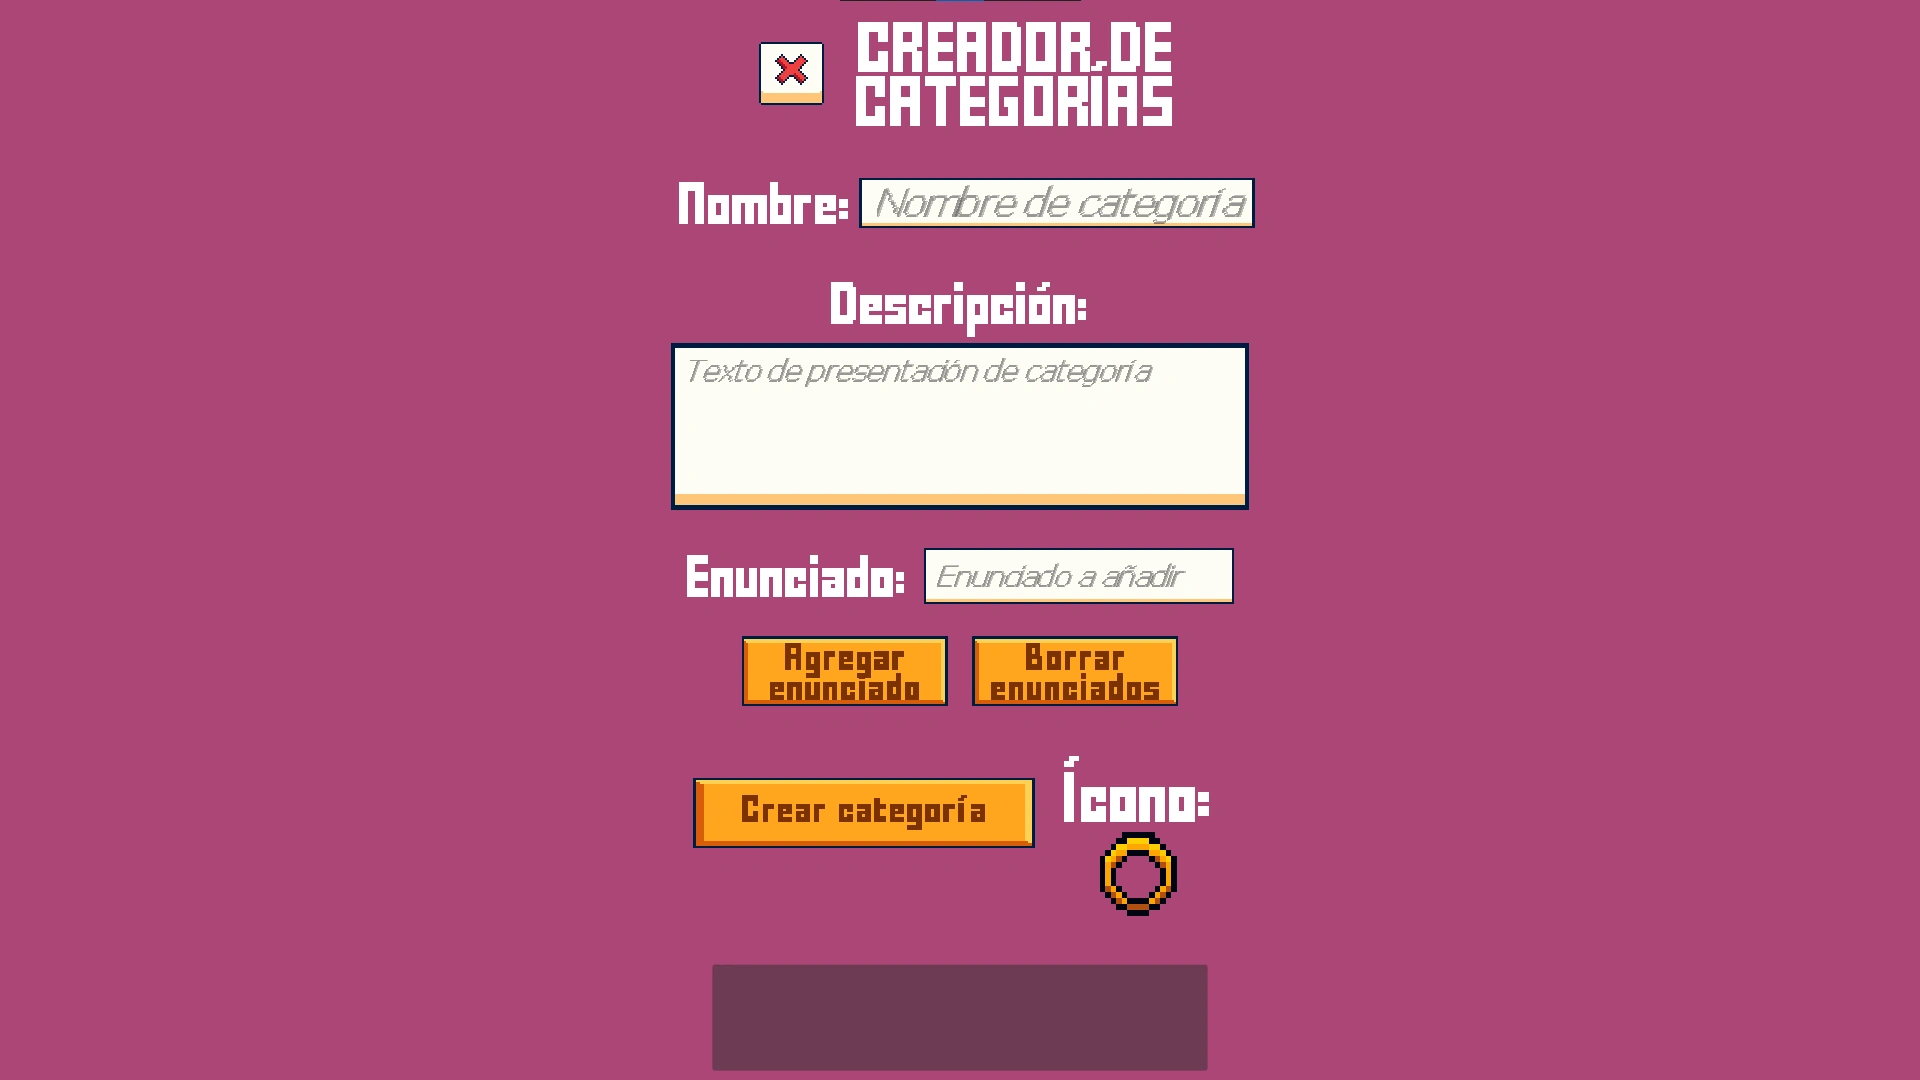 CREADOR DE
CATEGORÍAS
Nombre: Nombre de categoría
Descripción:
Texto de presentación de categoría
Enunciado: Enunciado a añadir
Agregar
enunciado
Borrar
enunciados
Crear categoría
Ícono: